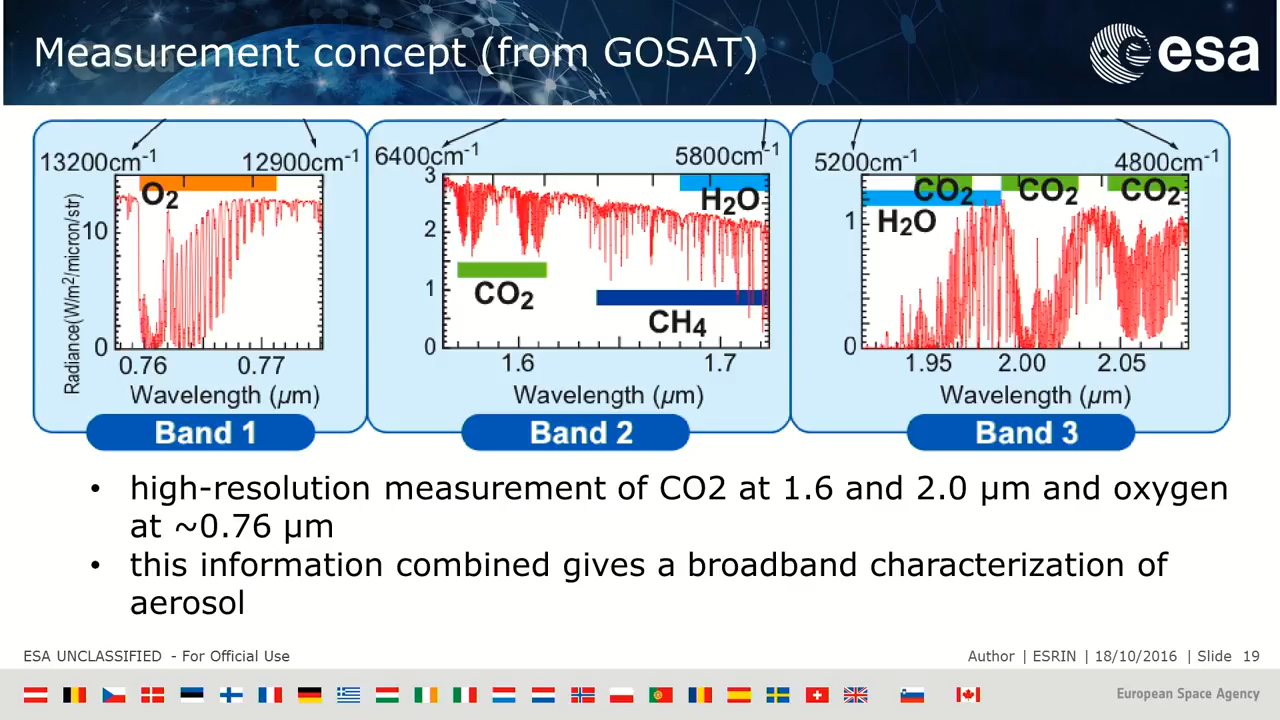 Measurement concept (from GOSAT)
esa
13200cm-1 12900cm-1
O2
10
0
Radiance(W/m2/micron/str)
0.76 0.77
Wavelength (µm)
Band 1
6400cm-1 5800cm-1
3
2
1
0
H2O
CO2
CH4
1.6 1.7
Wavelength (µm)
Band 2
5200cm-1 4800cm-1
CO2 CO2 CO2
H2O
1
0
1.95 2.00 2.05
Wavelength (µm)
Band 3
• high-resolution measurement of CO2 at 1.6 and 2.0 µm and oxygen
at ~0.76 µm
• this information combined gives a broadband characterization of
aerosol
ESA UNCLASSIFIED - For Official Use
Author | ESRIN | 18/10/2016 | Slide 19
European Space Agency